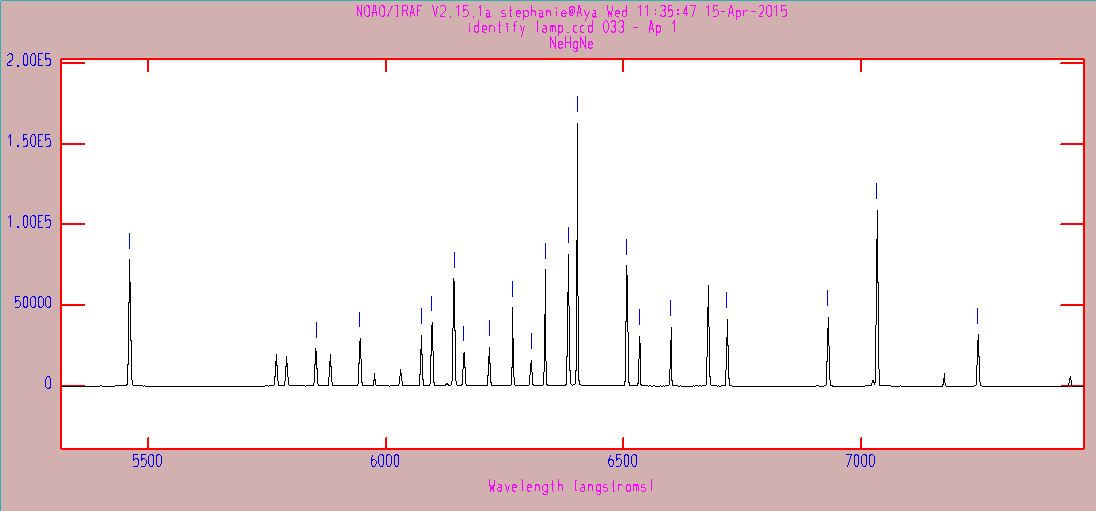 NOAO/IRAF V2.15.1a stephanie@Aya Wed 11:35:47 15-Apr-2015
identify lamp.ccd 033 - Ap 1
NeHgNe
2.00E5
1.50E5
1.00E5
50000
0
5500 6000 6500 7000
Wavelength (angstroms)